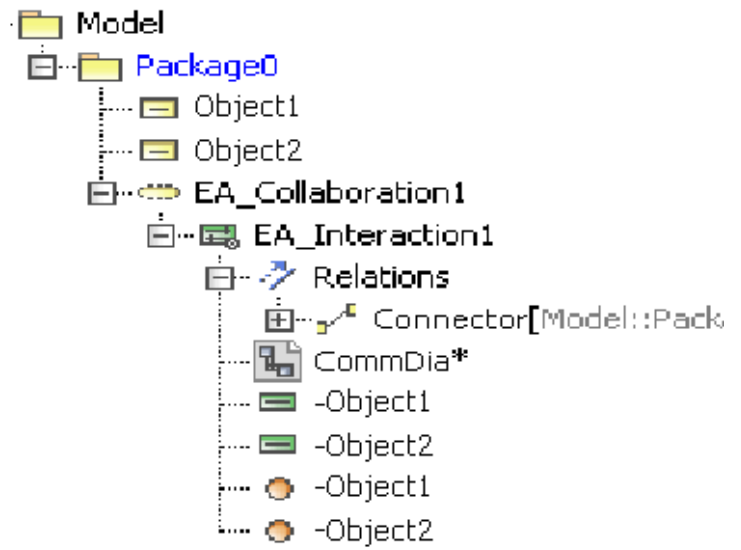 Model
Package0
Object1
Object2
EA_Collaboration1
EA_Interaction1
Relations
Connector[Model::Pack
CommDia*
-Object1
-Object2
-Object1
-Object2